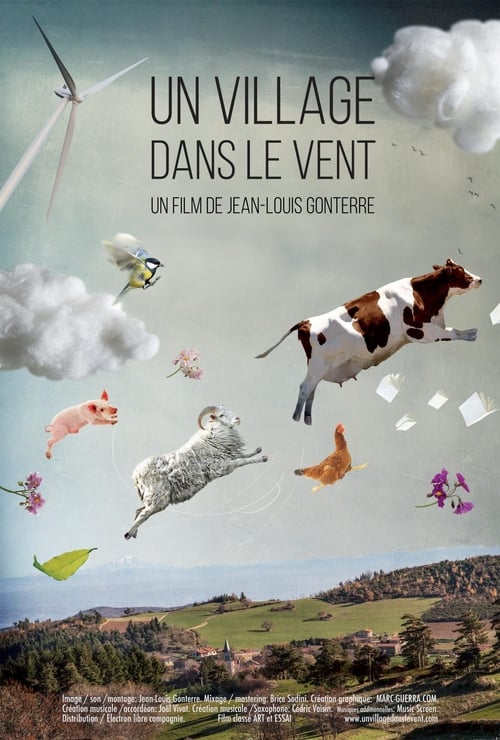 UN VILLAGE
DANS LE VENT
UN FILM DE JEAN-LOUIS GONTERRE
Image / son / montage: Jean-Louis Gonterre. Mixage / mastering: Brice Sodini. Création graphique: MARC-GUERRA.COM.
Création musicale / accordéon: Joël Vivat. Création musicale / Saxophone: Cédric Voisin. Musiques additionnelles: Music Screen.
Distribution / Electron libre compagnie. Film classé ART et ESSAI www.unvillagedanslevent.com